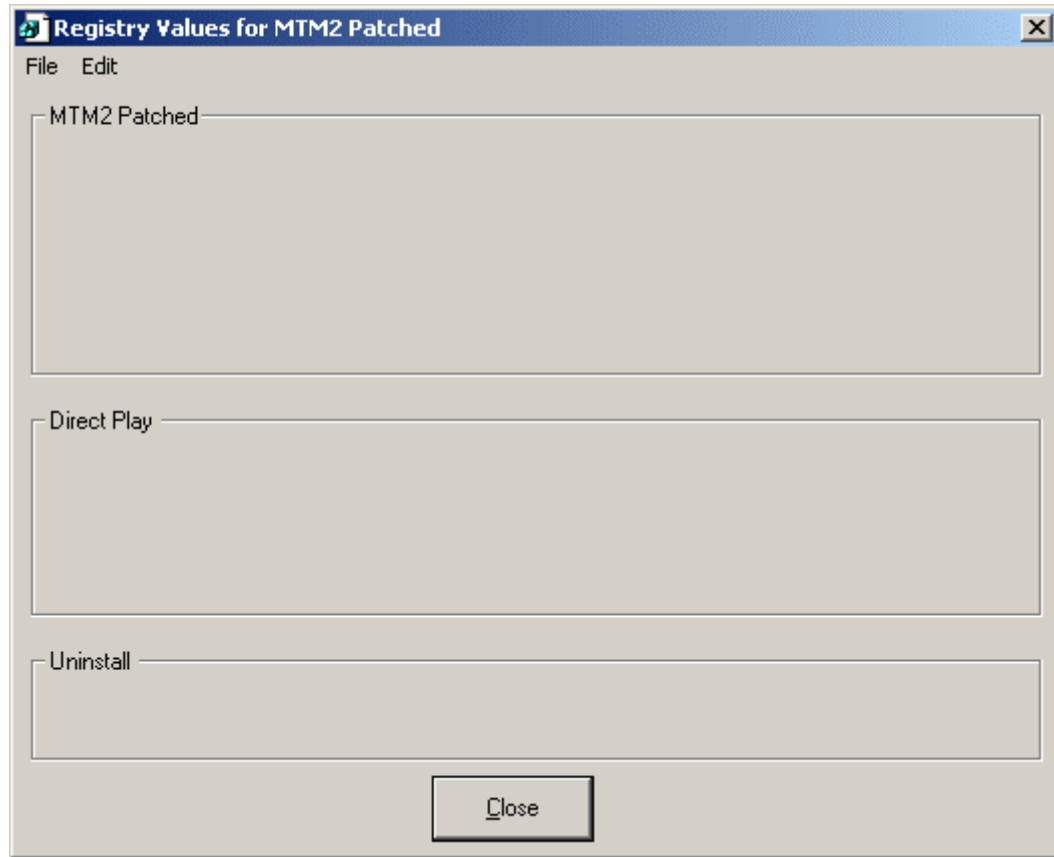 Registry Values for MTM2 Patched
File Edit
MTM2 Patched
Direct Play
Uninstall
Close